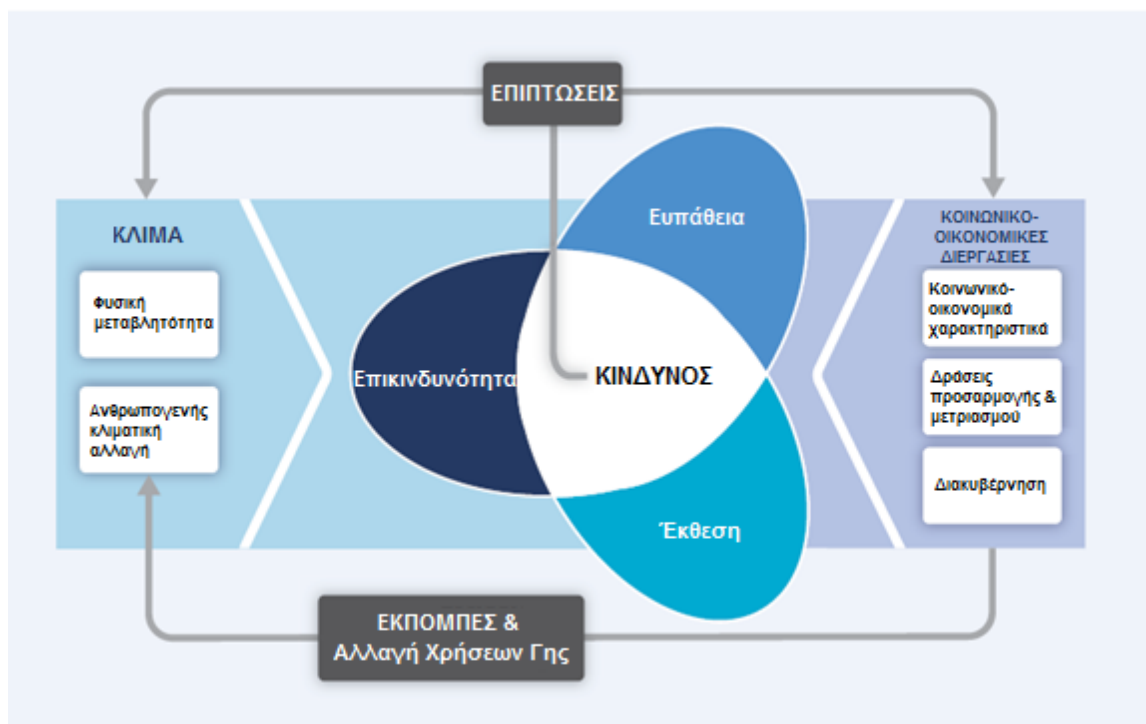 ΕΠΙΠΤΩΣΕΙΣ
ΚΛΙΜΑ
Φυσική
μεταβλητότητα
Ανθρωπογενής
κλιματική
αλλαγή
Ευπάθεια
Επικινδυνότητα
ΚΙΝΔΥΝΟΣ
Έκθεση
ΚΟΙΝΩΝΙΚΟ-
ΟΙΚΟΝΟΜΙΚΕΣ
ΔΙΕΡΓΑΣΙΕΣ
Κοινωνικό-
οικονομικά
χαρακτηριστικά
Δράσεις
προσαρμογής &
μετριασμού
Διακυβέρνηση
ΕΚΠΟΜΠΕΣ &
Αλλαγή Χρήσεων Γης